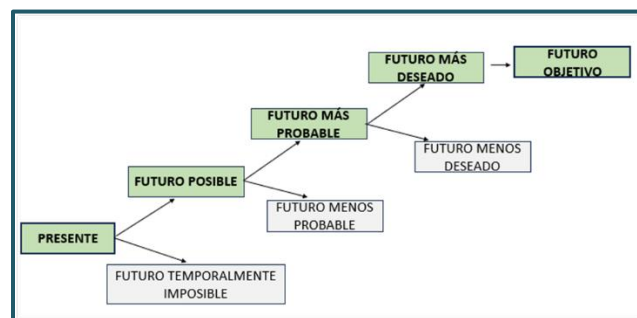 FUTURO MÁS
DESEADO
FUTURO
OBJETIVO
FUTURO MÁS
PROBABLE
FUTURO MENOS
DESEADO
FUTURO POSIBLE
FUTURO MENOS
PROBABLE
PRESENTE
FUTURO TEMPORALMENTE
IMPOSIBLE